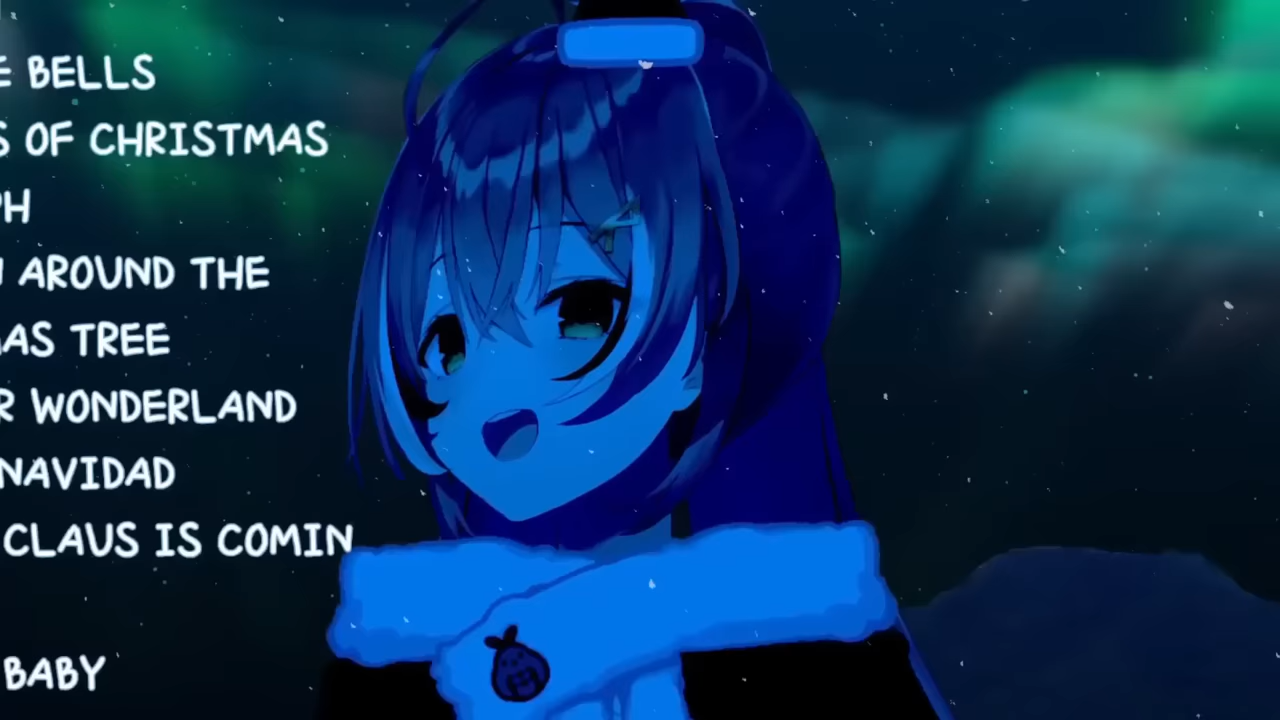 E BELLS
S OF CHRISTMAS
PH
AROUND THE
AS TREE
R WONDERLAND
NAVIDAD
CLAUS IS COMIN
BABY